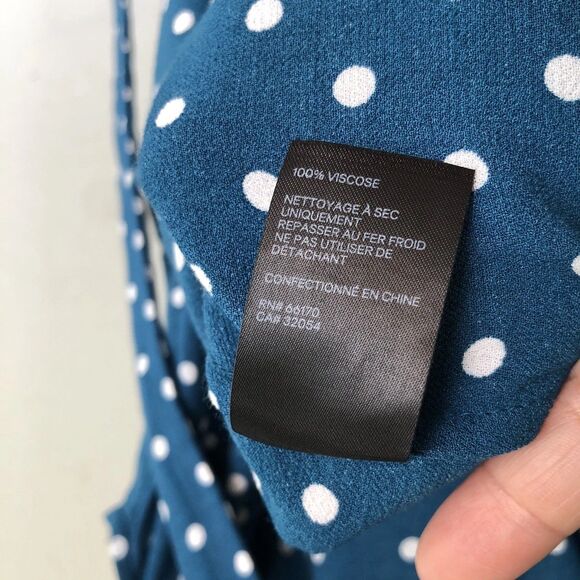 100% VISCOSE
NETTOYAGE À SEC
UNIQUEMENT
REPASSER AU FER FROID
NE PAS UTILISER DE
DÉTACHANT
CONFECTIONNÉ EN CHINE
RN# 66170
CA# 32054